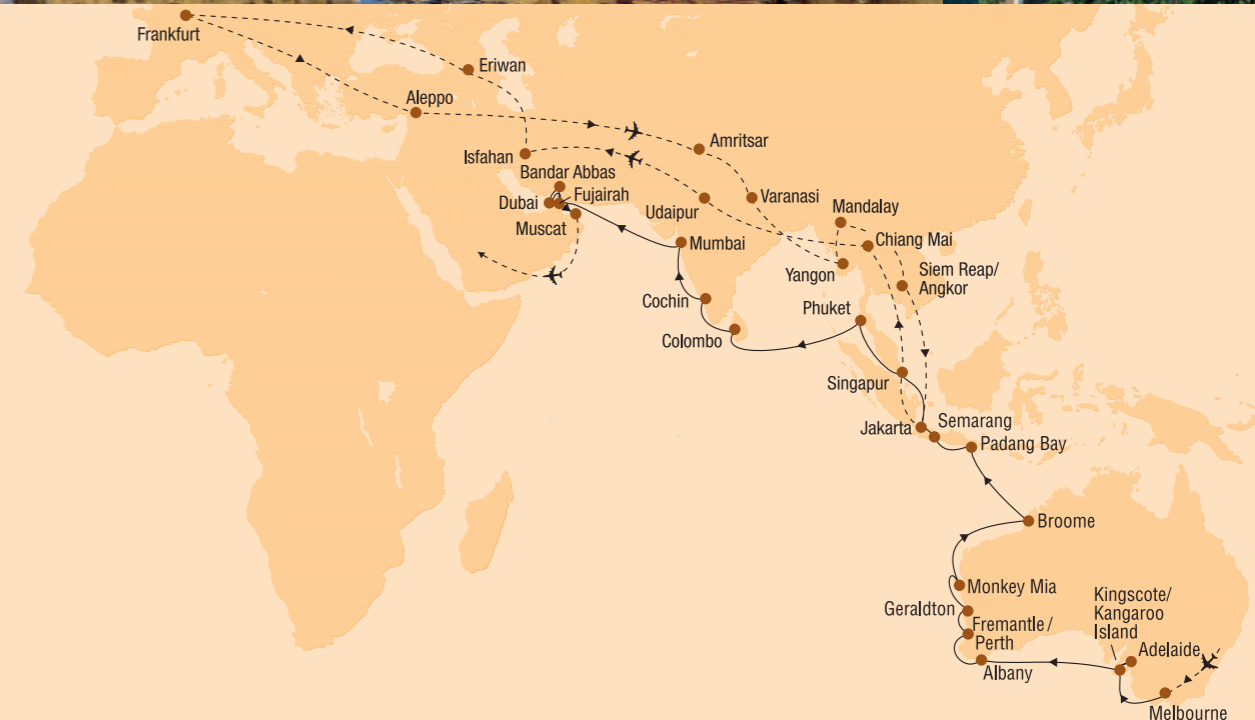 Frankfurt
Eriwan
Aleppo
Amritsar
Isfahan
Bandar Abbas
Dubai
Fujairah
Varanasi
Udaipur
Mandalay
Muscat
Mumbai
Chiang Mai
Yangon
Siem Reap/
Angkor
Cochin
Phuket
Colombo
Singapur
Jakarta
Semarang
Padang Bay
Broome
Monkey Mia
Geraldton
Kingscote/
Kangaroo
Island
Fremantle/
Perth
Adelaide
Albany
Melbourne